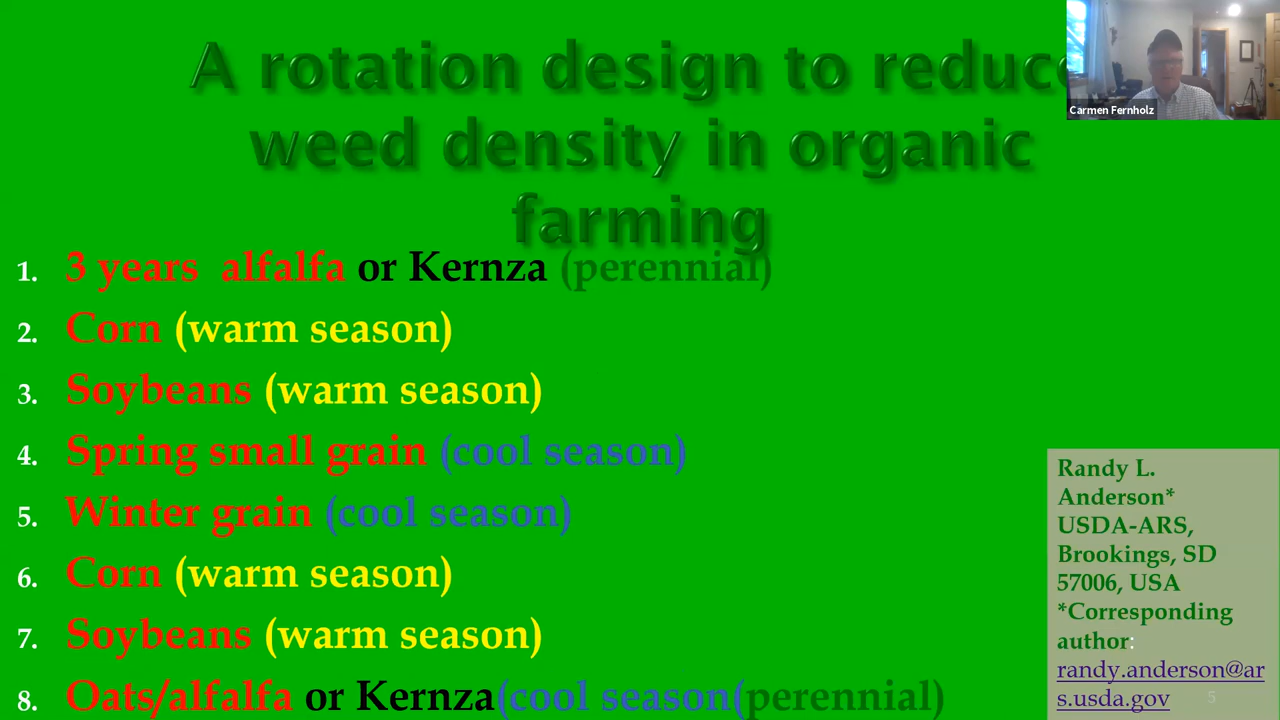 A rotation design to reduce
weed density in organic
farming
Carmen Fernholz
1. 3 years alfalfa or Kernza (perennial)
2. Corn (warm season)
3. Soybeans (warm season)
4. Spring small grain (cool season)
5. Winter grain (cool season)
6. Corn (warm season)
7. Soybeans (warm season)
8. Oats/alfalfa or Kernza(cool season(perennial)
Randy L.
Anderson*
USDA-ARS,
Brookings, SD
57006, USA
*Corresponding
author:
randy.anderson@ar
s.usda.gov
5